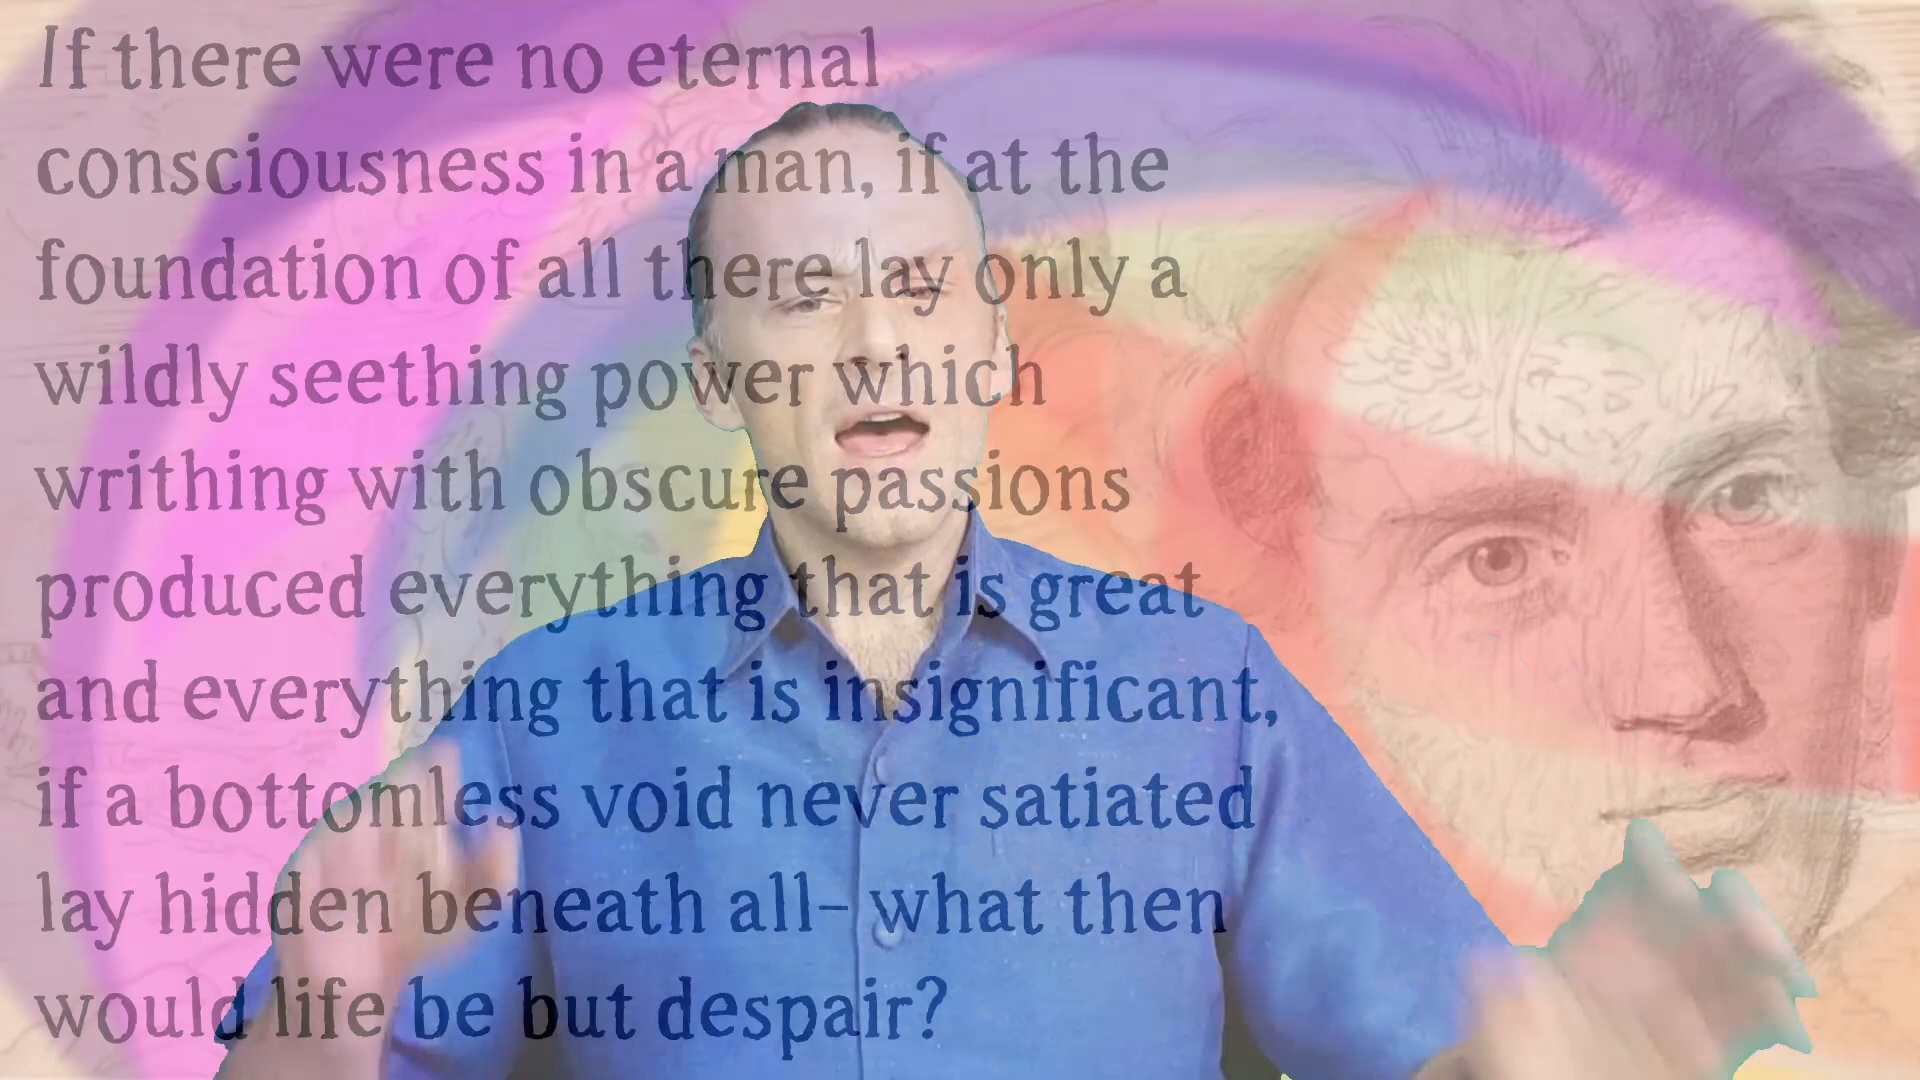 If there were no eternal
consciousness in a man, if at the
foundation of all there lay only a
wildly seething power which
writhing with obscure passions
produced everything that is great
and everything that is insignificant,
if a bottomless void never satiated
lay hidden beneath all– what then
would life be but despair?